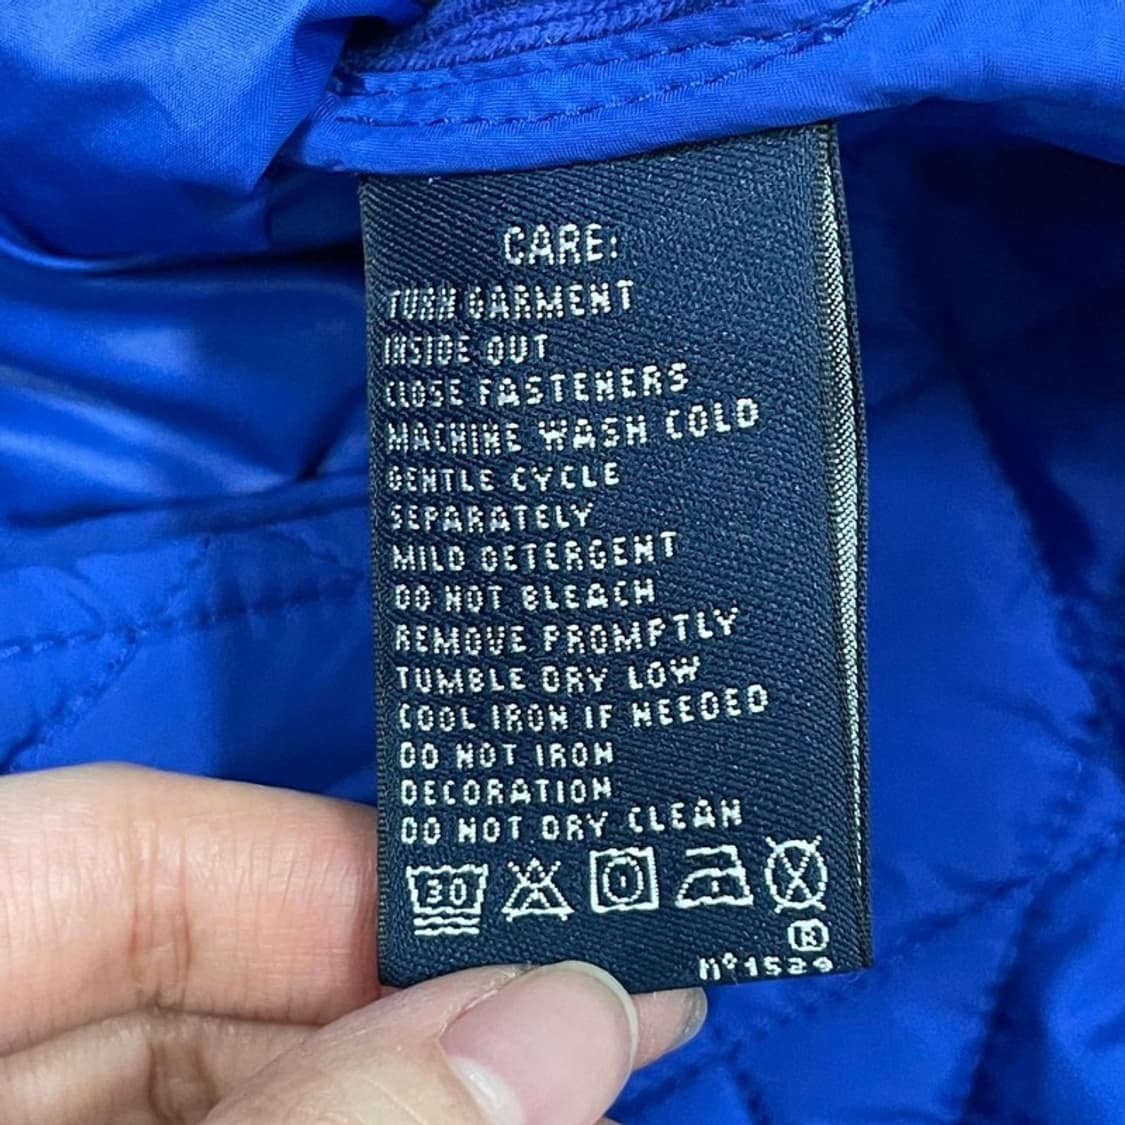 CARE:
TURN GARMENT
INSIDE OUT
CLOSE FASTENERS
MACHINE WASH COLD
GENTLE CYCLE
SEPARATELY
MILD DETERGENT
DO NOT BLEACH
REMOVE PROMPTLY
TUMBLE DRY LOW
COOL IRON IF NEEDED
DO NOT IRON
DECORATION
DO NOT DRY CLEAN
30
®
nº1529